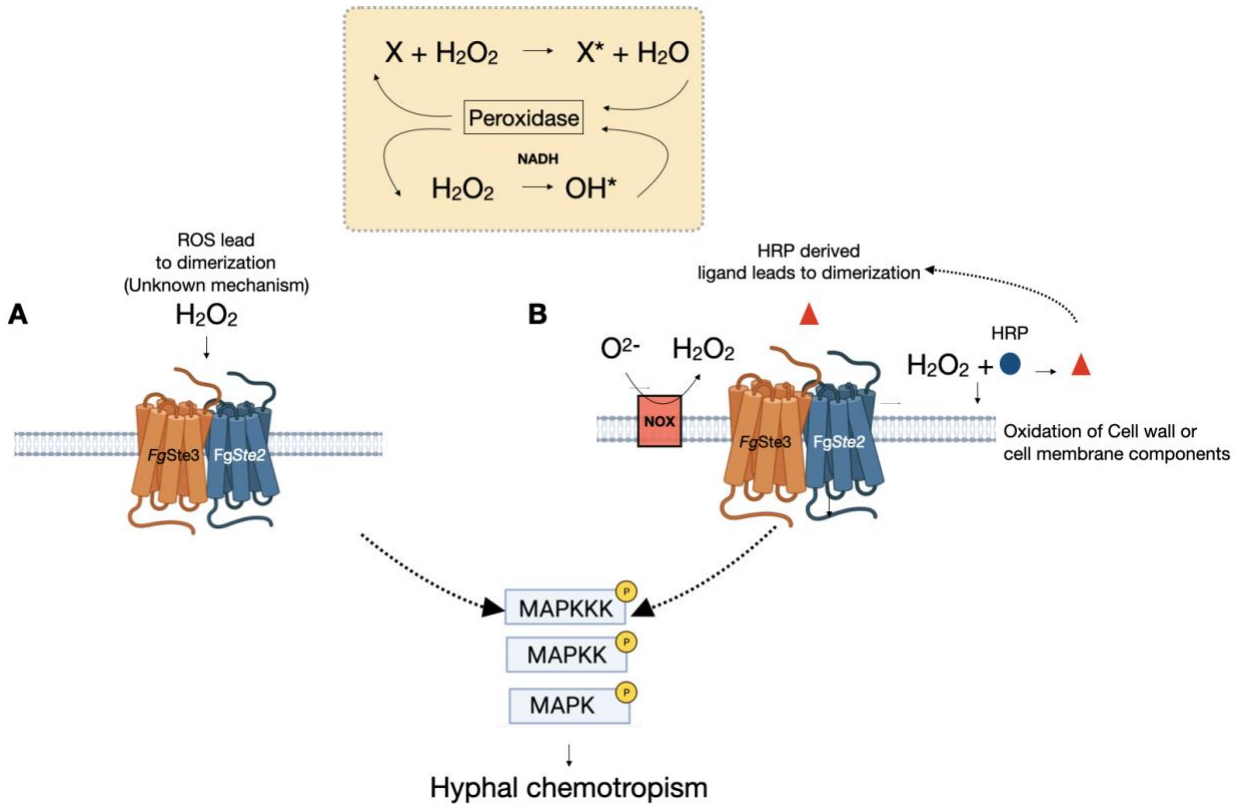 X + H₂O₂ → X* + H₂O
Peroxidase
NADH
H₂O₂ → OH*
ROS lead
to dimerization
(Unknown mechanism)
A
H₂O₂
FgSte3 FgSte2
HRP derived
ligand leads to dimerization
B
HRP
O²⁻ H₂O₂
H₂O₂ + →
NOX
FgSte3 FgSte2
Oxidation of Cell wall or
cell membrane components
MAPKKK P
MAPKK P
MAPK P
Hyphal chemotropism